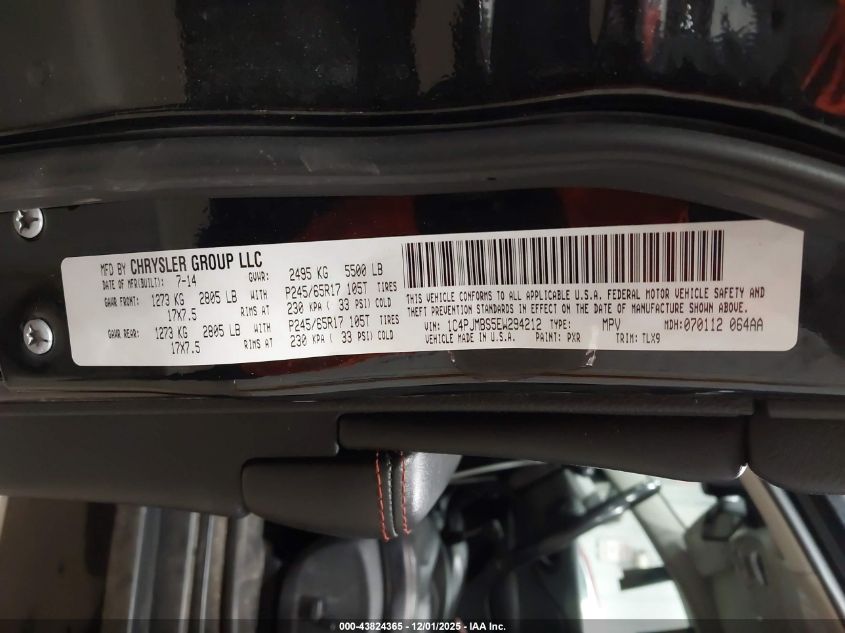 MFD BY CHRYSLER GROUP LLC
DATE OF MFR(BUILT): 7-14 GVWR: 2495 KG 5500 LB
GAWR FRONT: 1273 KG 2805 LB WITH P245/65R17 105T TIRES
17X7.5 RIMS AT 230 KPA ( 33 PSI) COLD
GAWR REAR: 1273 KG 2805 LB WITH P245/65R17 105T TIRES
17X7.5 RIMS AT 230 KPA ( 33 PSI) COLD
THIS VEHICLE CONFORMS TO ALL APPLICABLE U.S.A. FEDERAL MOTOR VEHICLE SAFETY AND
THEFT PREVENTION STANDARDS IN EFFECT ON THE DATE OF MANUFACTURE SHOWN ABOVE.
VIN: 1C4PJMBS5EW294212 TYPE: MPV MDH:070112 064AA
VEHICLE MADE IN U.S.A. PAINT: PXR TRIM: TLX9
000-43824365 - 12/01/2025 - IAA Inc.